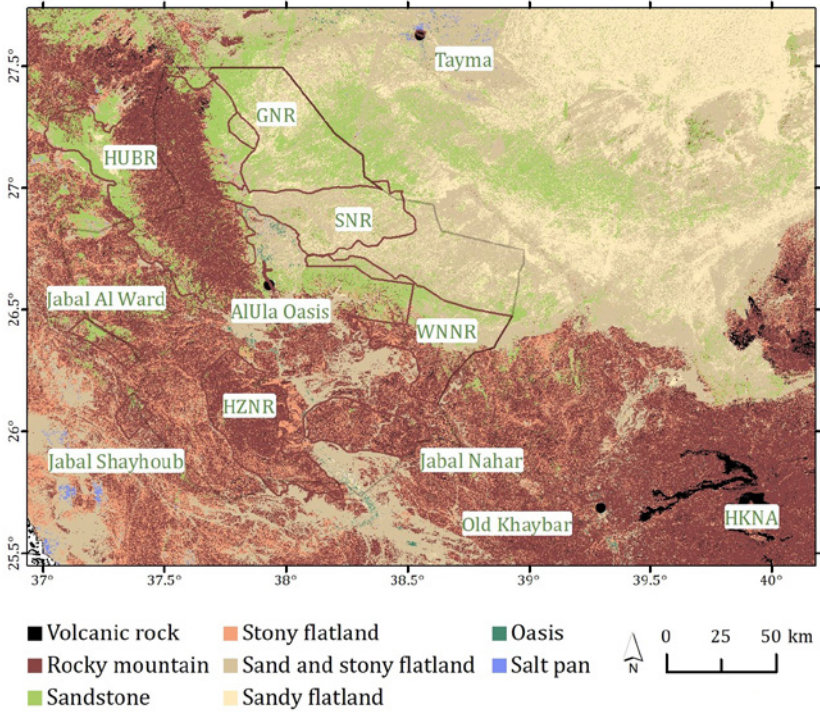 27.5°
27°
26.5°
26°
25.5°
Tayma
GNR
HUBR
SNR
Jabal Al Ward
AlUla Oasis
WNNR
HZNR
Jabal Shayhoub
Jabal Nahar
Old Khaybar
HKNA
37° 37.5° 38° 38.5° 39° 39.5° 40°
Volcanic rock Stony flatland Oasis
Rocky mountain Sand and stony flatland Salt pan
Sandstone Sandy flatland
N
0 25 50 km